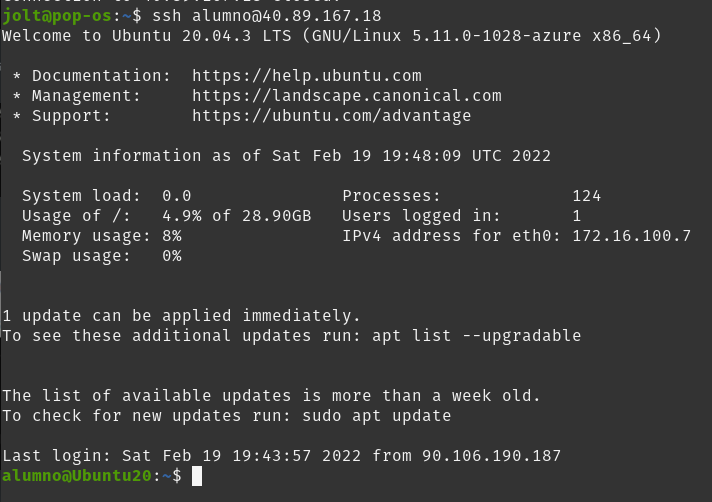 jolt@pop-os:~$ ssh alumno@40.89.167.18
Welcome to Ubuntu 20.04.3 LTS (GNU/Linux 5.11.0-1028-azure x86_64)
* Documentation: https://help.ubuntu.com
* Management: https://landscape.canonical.com
* Support: https://ubuntu.com/advantage
System information as of Sat Feb 19 19:48:09 UTC 2022
System load: 0.0 Processes: 124
Usage of /: 4.9% of 28.90GB Users logged in: 1
Memory usage: 8% IPv4 address for eth0: 172.16.100.7
Swap usage: 0%
1 update can be applied immediately.
To see these additional updates run: apt list --upgradable
The list of available updates is more than a week old.
To check for new updates run: sudo apt update
Last login: Sat Feb 19 19:43:57 2022 from 90.106.190.187
alumno@Ubuntu20:~$